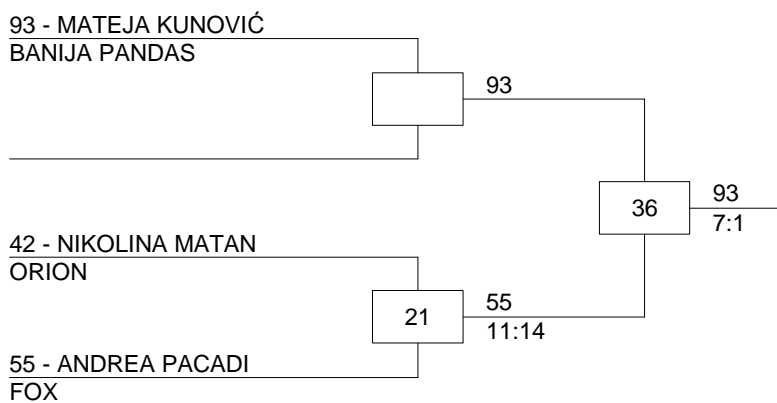 93 - MATEJA KUNOVIĆ
BANIJA PANDAS
93
36
93
7:1
42 - NIKOLINA MATAN
ORION
21
55
11:14
55 - ANDREA PACADI
FOX